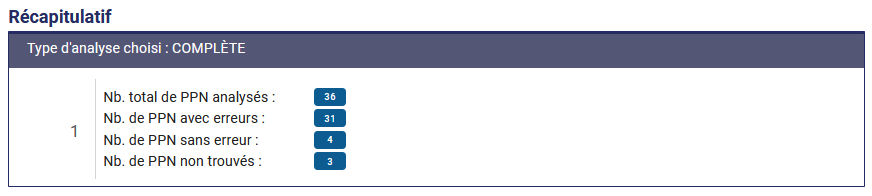 Récapitulatif
Type d'analyse choisi : COMPLÈTE
1
Nb. total de PPN analysés : 36
Nb. de PPN avec erreurs : 31
Nb. de PPN sans erreur : 4
Nb. de PPN non trouvés : 3